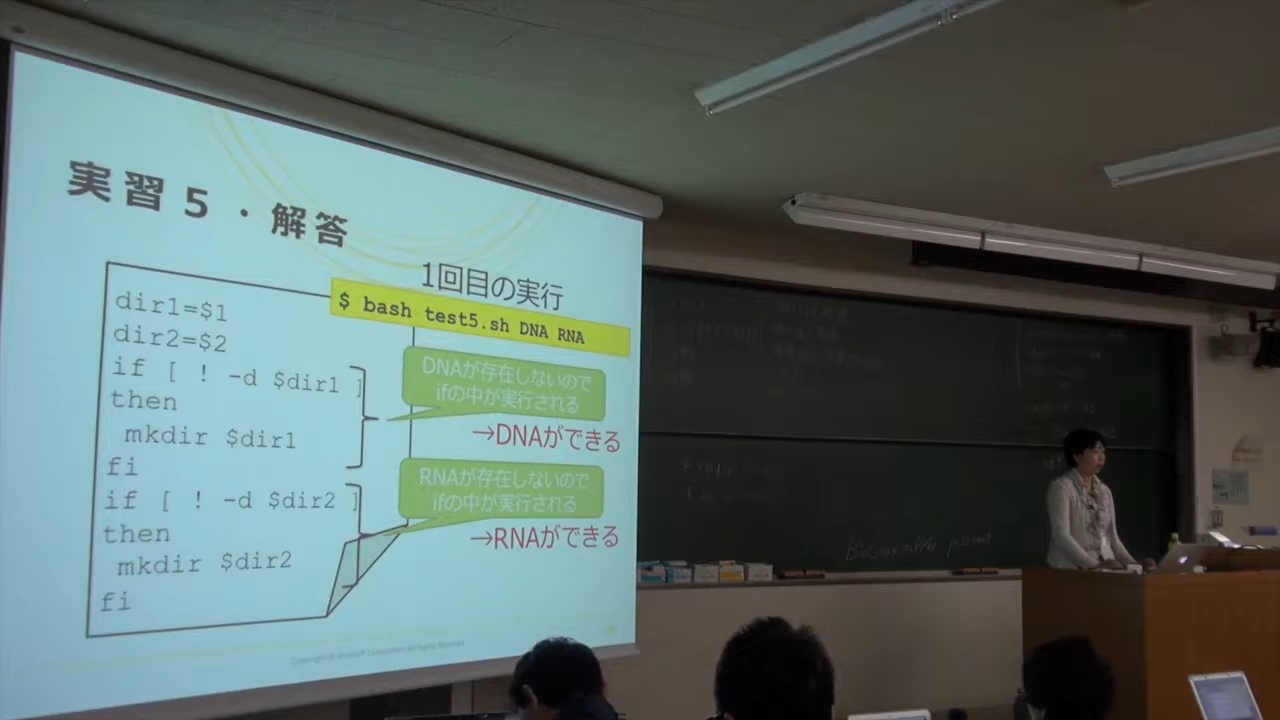 実習５・解答
1回目の実行
$ bash test5.sh DNA RNA
dir1=$1
dir2=$2
if [ ! -d $dir1 ]
then
mkdir $dir1
fi
if [ ! -d $dir2 ]
then
mkdir $dir2
fi
DNAが存在しないので
ifの中が実行される
→DNAができる
RNAが存在しないので
ifの中が実行される
→RNAができる